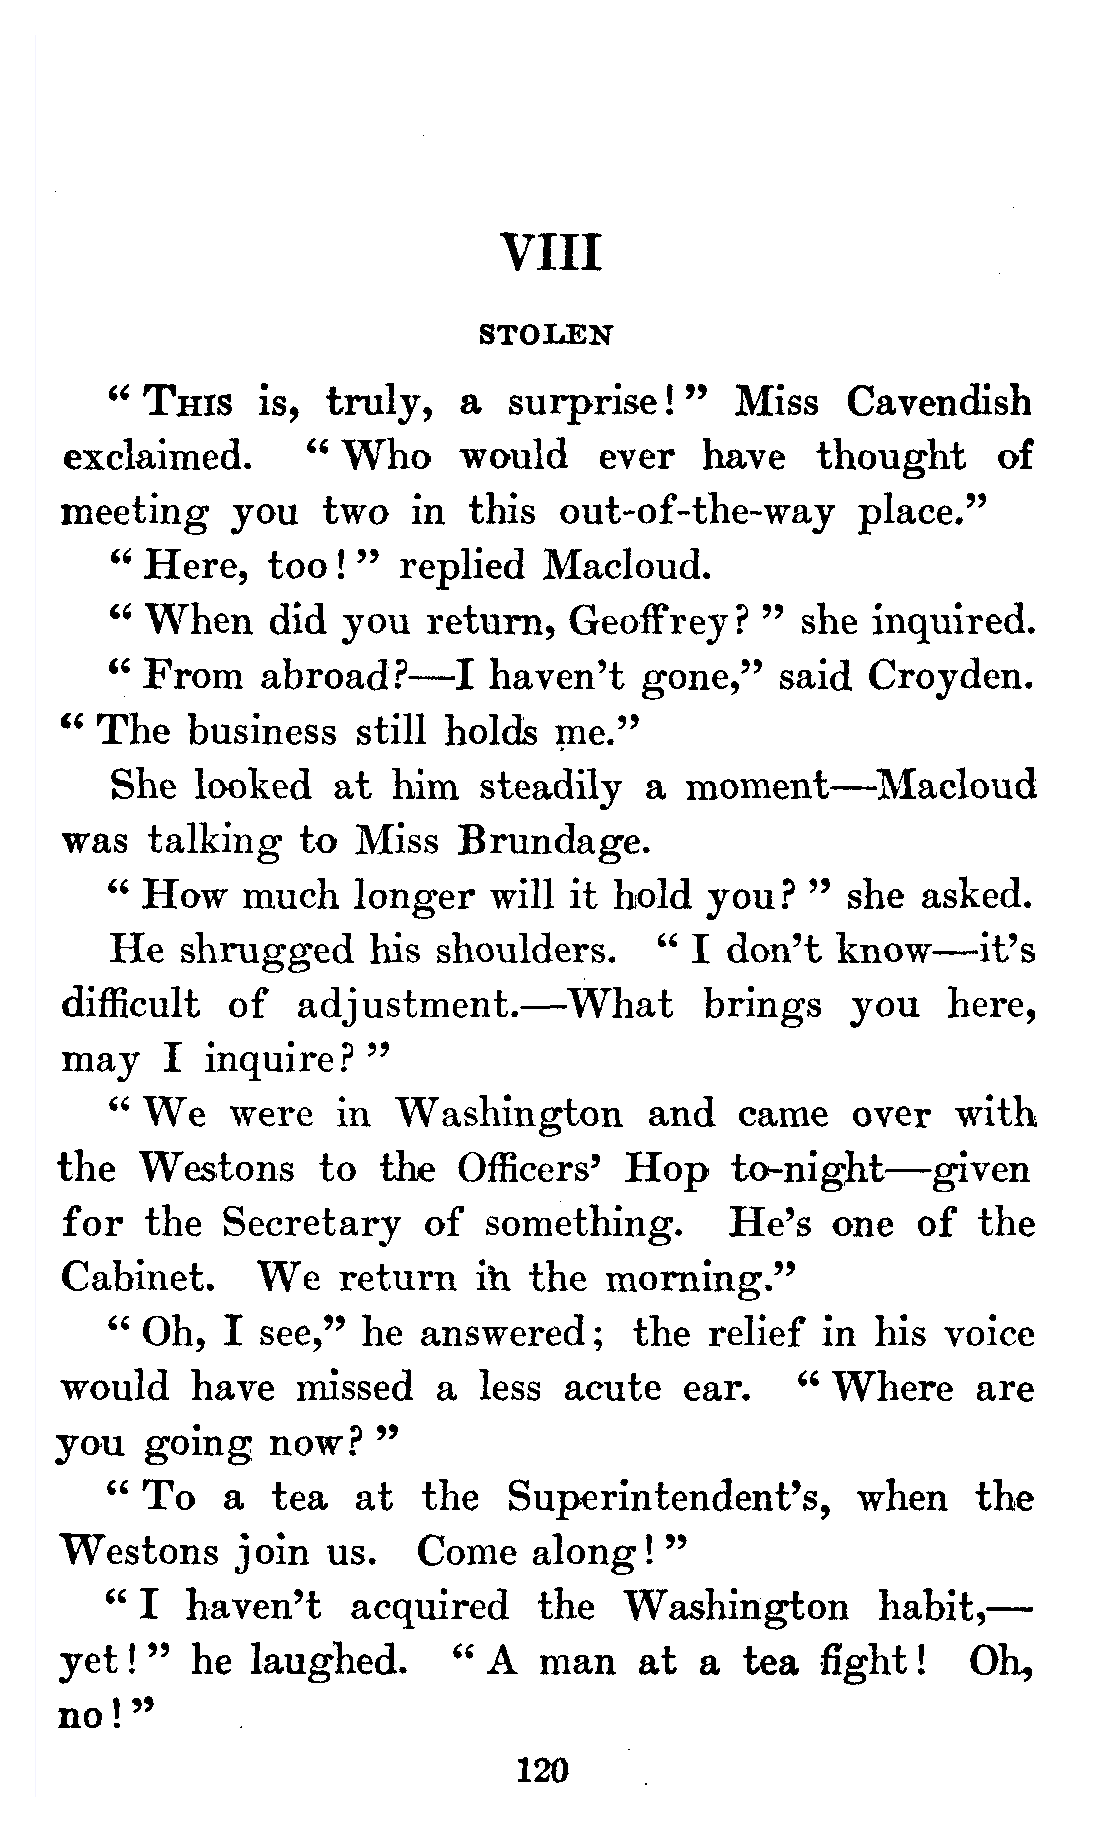 VIII
STOLEN
“ THIS is, truly, a surprise! ” Miss Cavendish
exclaimed. “ Who would ever have thought of
meeting you two in this out-of-the-way place.”
“ Here, too! ” replied Macloud.
“ When did you return, Geoffrey? ” she inquired.
“ From abroad?—I haven’t gone,” said Croyden.
“ The business still holds me.”
She looked at him steadily a moment—Macloud
was talking to Miss Brundage.
“ How much longer will it hold you? ” she asked.
He shrugged his shoulders. “ I don’t know—it’s
difficult of adjustment.—What brings you here,
may I inquire? ”
“ We were in Washington and came over with
the Westons to the Officers’ Hop to-night—given
for the Secretary of something. He’s one of the
Cabinet. We return in the morning.”
“ Oh, I see,” he answered; the relief in his voice
would have missed a less acute ear. “ Where are
you going now? ”
“ To a tea at the Superintendent’s, when the
Westons join us. Come along! ”
“ I haven’t acquired the Washington habit,—
yet! ” he laughed. “ A man at a tea fight! Oh,
no! ”
120